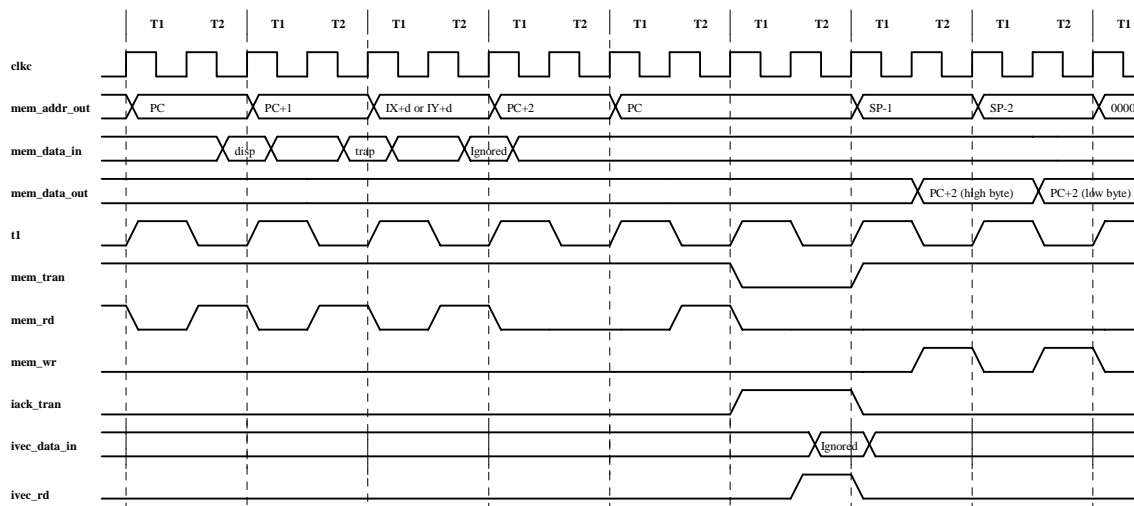 T1 T2 T1 T2 T1 T2 T1 T2 T1 T2 T1 T2 T1 T2 T1 T2 T1
clkc
mem_addr_out PC PC+1 IX+d or IY+d PC+2 PC SP-1 SP-2 0000
mem_data_in disp trap Ignored
mem_data_out PC+2 (high byte) PC+2 (low byte)
t1
mem_tran
mem_rd
mem_wr
iack_tran
ivec_data_in Ignored
ivec_rd